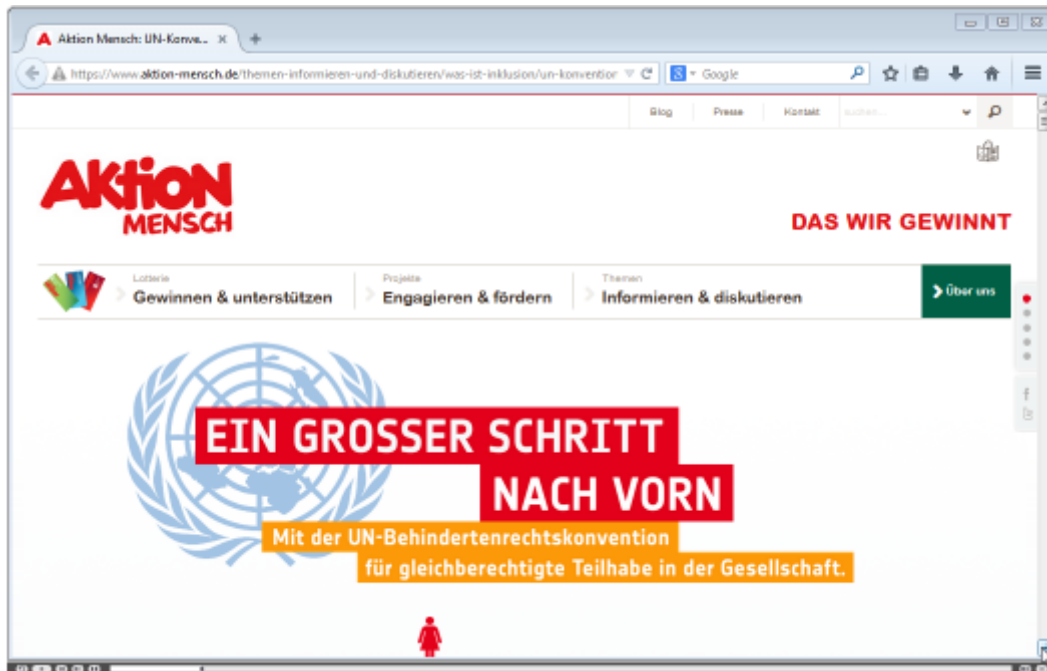 Aktion Mensch: UN-Konve...
https://www.aktion-mensch.de/themen-informieren-und-diskutieren/was-ist-inklusion/un-konventior
Google
Blog Presse Kontakt suchen...
AKTION
MENSCH
DAS WIR GEWINNT
Lotterie
Gewinnen & unterstützen
Projekte
Engagieren & fördern
Themen
Informieren & diskutieren
Über uns
EIN GROSSER SCHRITT
NACH VORN
Mit der UN-Behindertenrechtskonvention
für gleichberechtigte Teilhabe in der Gesellschaft.